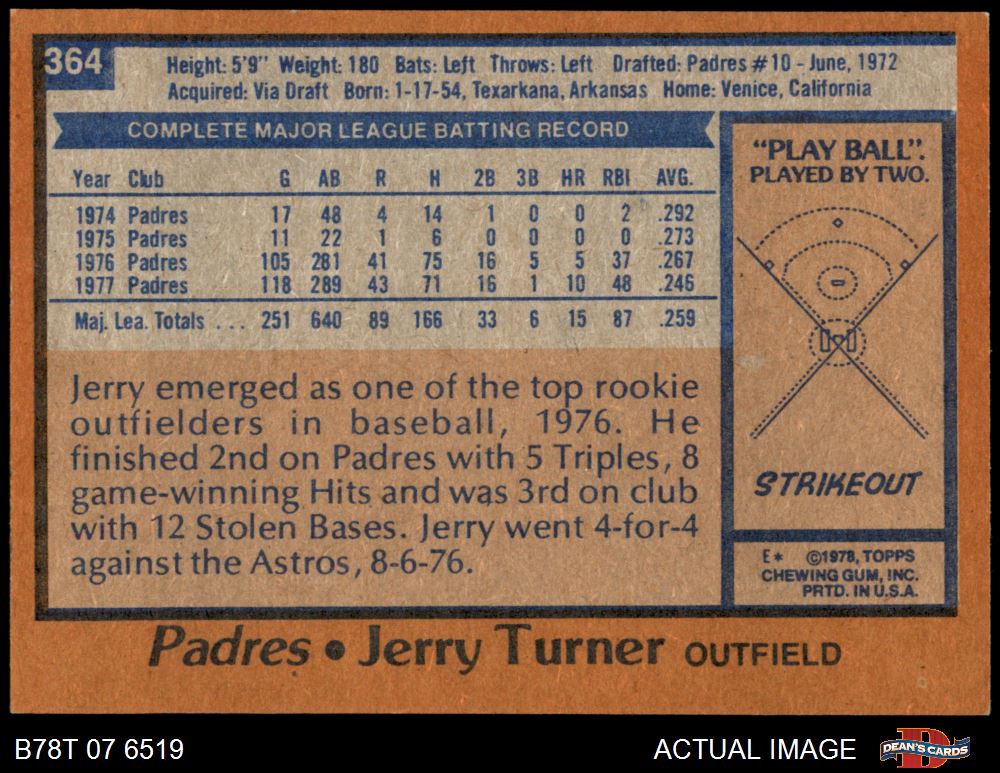 364
Height: 5'9" Weight: 180 Bats: Left Throws: Left Drafted: Padres #10 - June, 1972
Acquired: Via Draft Born: 1-17-54, Texarkana, Arkansas Home: Venice, California
COMPLETE MAJOR LEAGUE BATTING RECORD
Year Club G AB R H 2B 3B HR RBI AVG.
1974 Padres 17 48 4 14 1 0 0 2 .292
1975 Padres 11 22 1 6 0 0 0 0 .273
1976 Padres 105 281 41 75 16 5 5 37 .267
1977 Padres 118 289 43 71 16 1 10 48 .246
Maj. Lea. Totals ... 251 640 89 166 33 6 15 87 .259
Jerry emerged as one of the top rookie
outfielders in baseball, 1976. He
finished 2nd on Padres with 5 Triples, 8
game-winning Hits and was 3rd on club
with 12 Stolen Bases. Jerry went 4-for-4
against the Astros, 8-6-76.
"PLAY BALL".
PLAYED BY TWO.
STRIKEOUT
E* ©1978, TOPPS
CHEWING GUM, INC.
PRTD. IN U.S.A.
Padres • Jerry Turner OUTFIELD
B78T 07 6519
ACTUAL IMAGE
DEAN'S CARDS